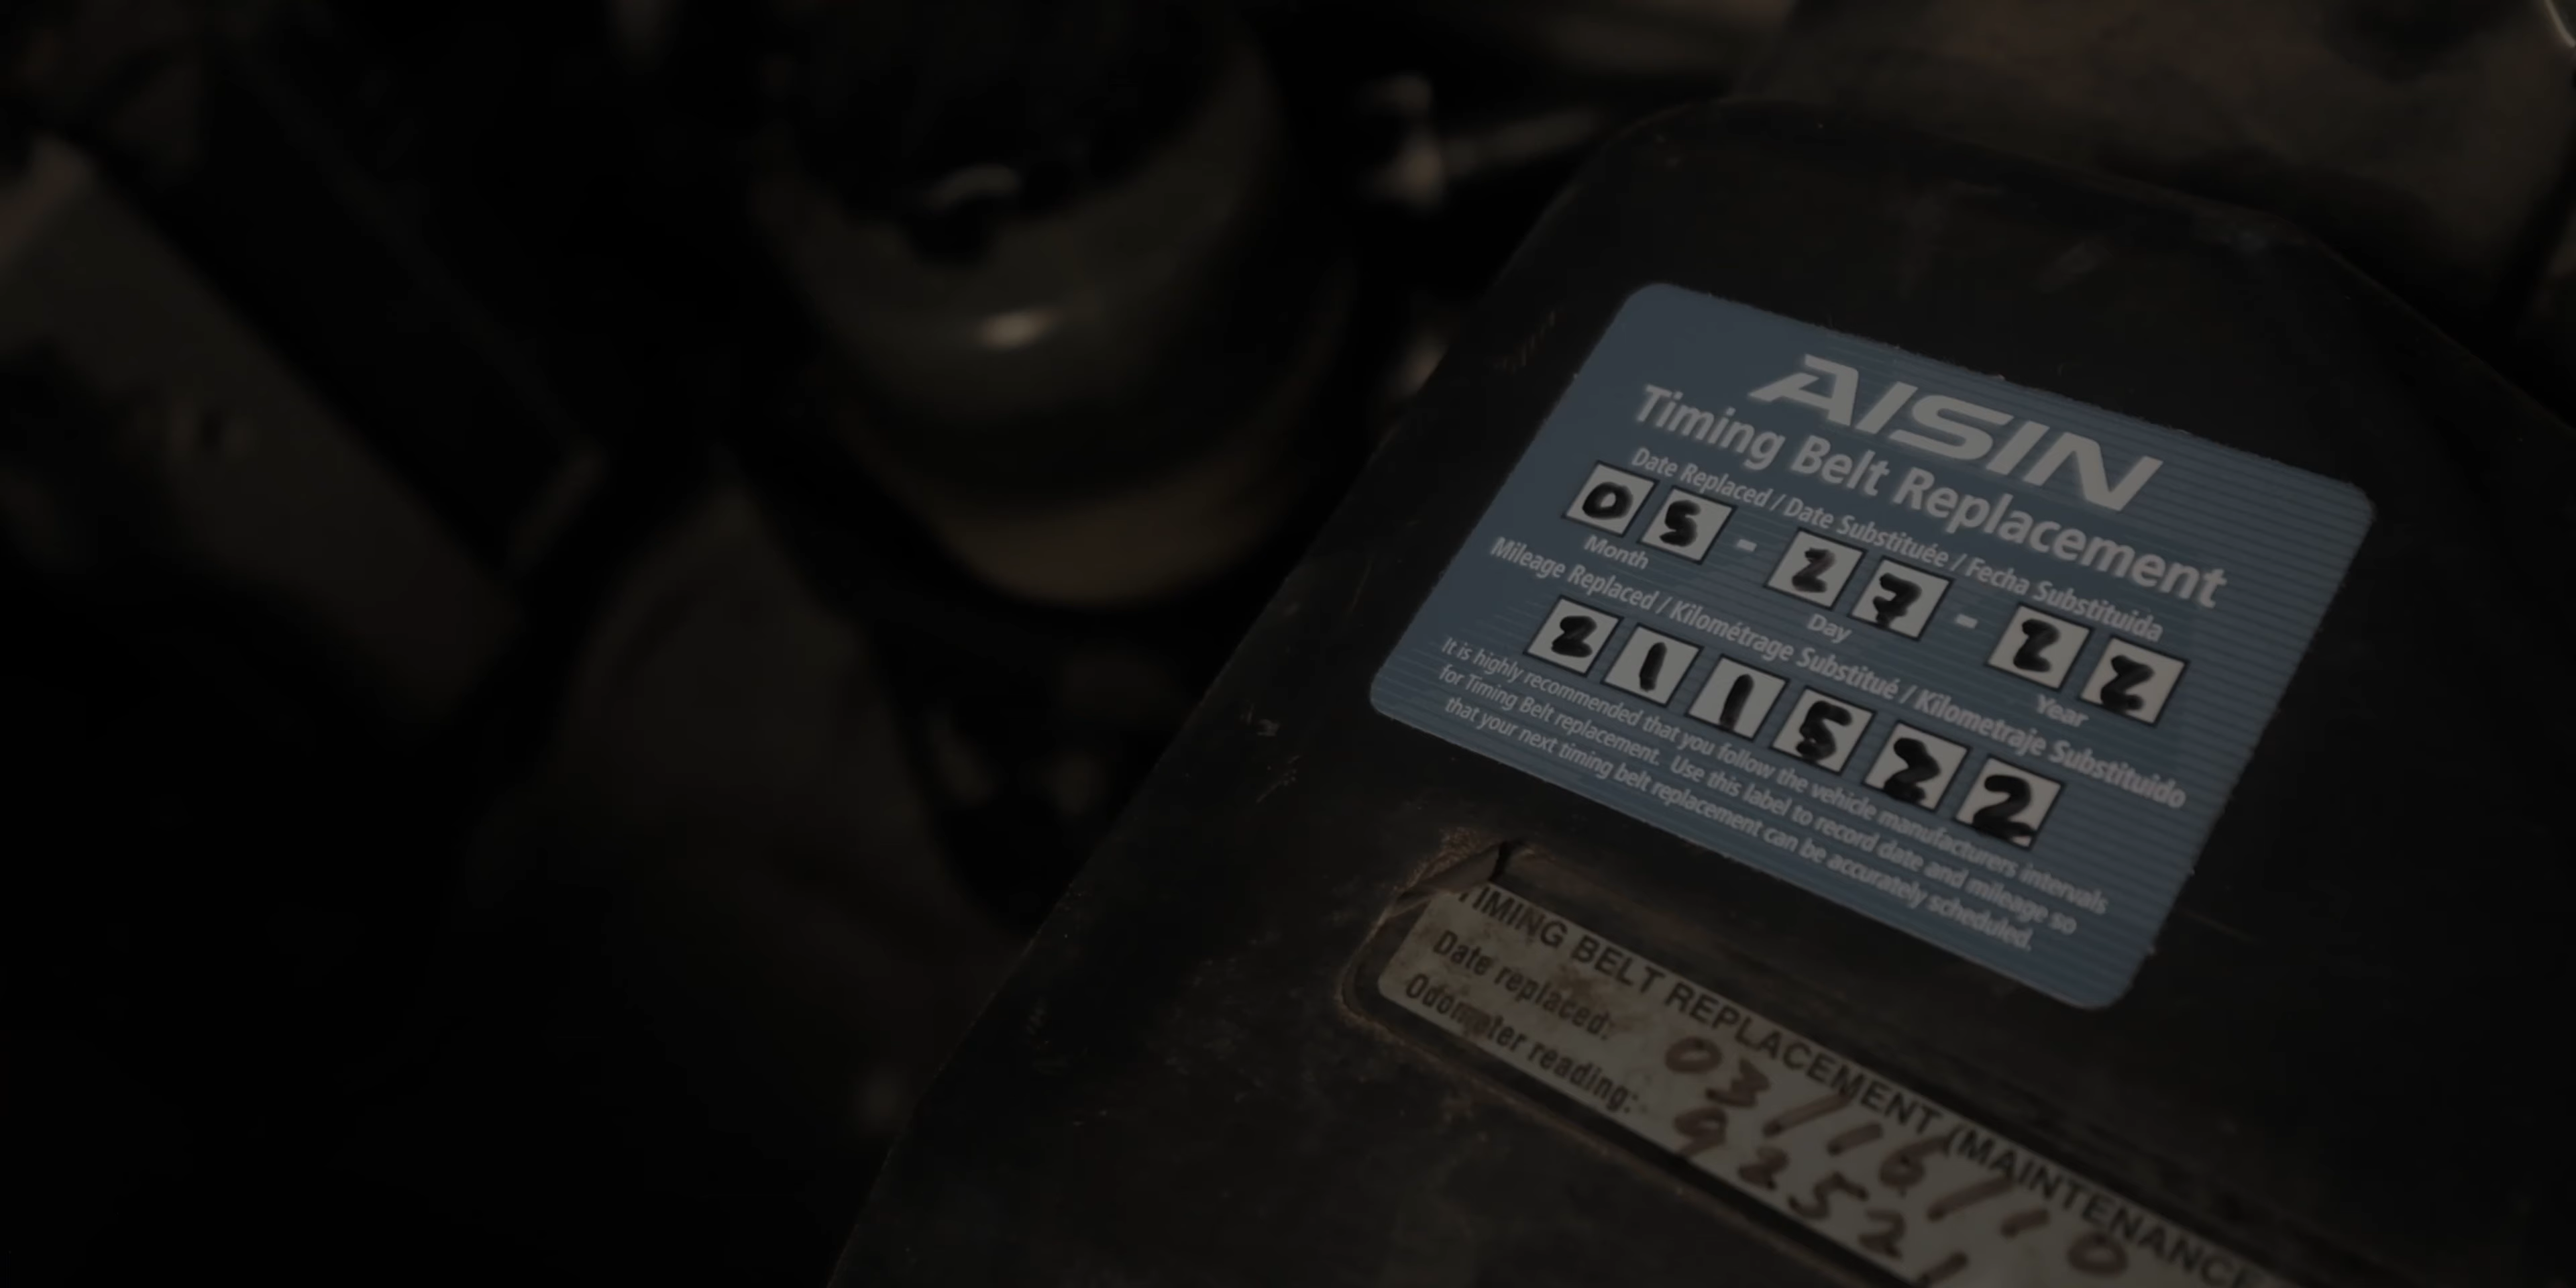 AISIN
Timing Belt Replacement
Date Replaced / Date Substituée / Fecha Substituida
05 - 27 - 22
Month Day Year
Mileage Replaced / Kilométrage Substitué / Kilometraje Substituido
211522
It is highly recommended that you follow the vehicle manufacturers intervals
for Timing Belt replacement. Use this label to record date and mileage so
that your next timing belt replacement can be accurately scheduled.
TIMING BELT REPLACEMENT (MAINTENANCE
Date replaced: 03/16/10
Odometer reading: 92521